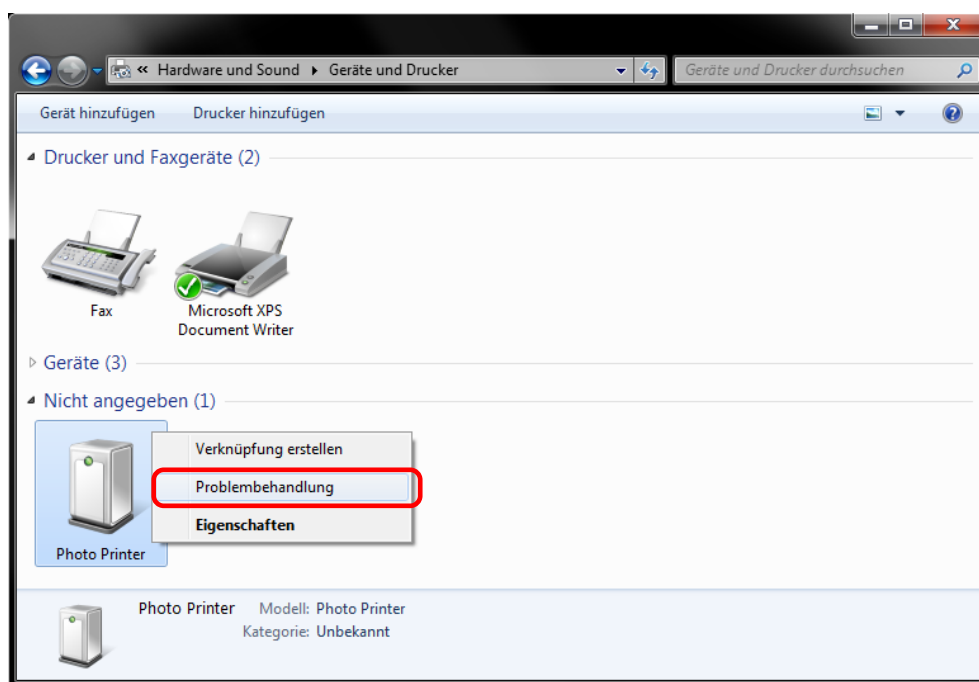 « Hardware und Sound Geräte und Drucker Geräte und Drucker durchsuchen
Gerät hinzufügen Drucker hinzufügen
Drucker und Faxgeräte (2)
Fax
Microsoft XPS
Document Writer
Geräte (3)
Nicht angegeben (1)
Verknüpfung erstellen
Problembehandlung
Eigenschaften
Photo Printer
Photo Printer Modell: Photo Printer
Kategorie: Unbekannt